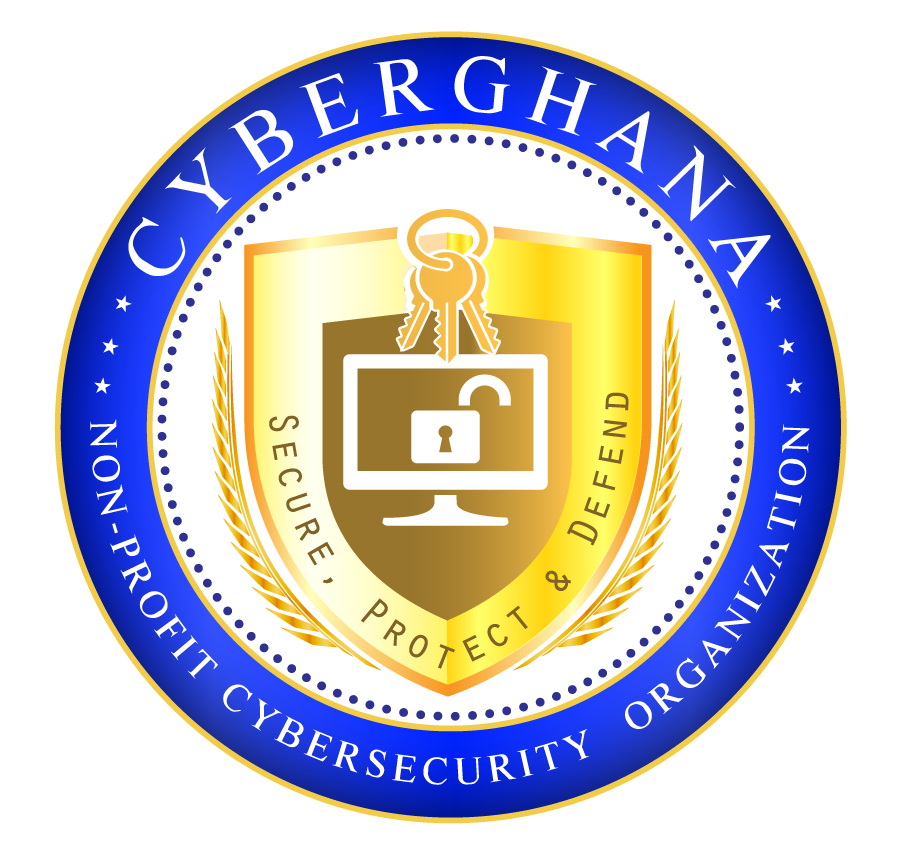 CYBERGHANA
SECURE, PROTECT & DEFEND
NON-PROFIT CYBERSECURITY ORGANIZATION